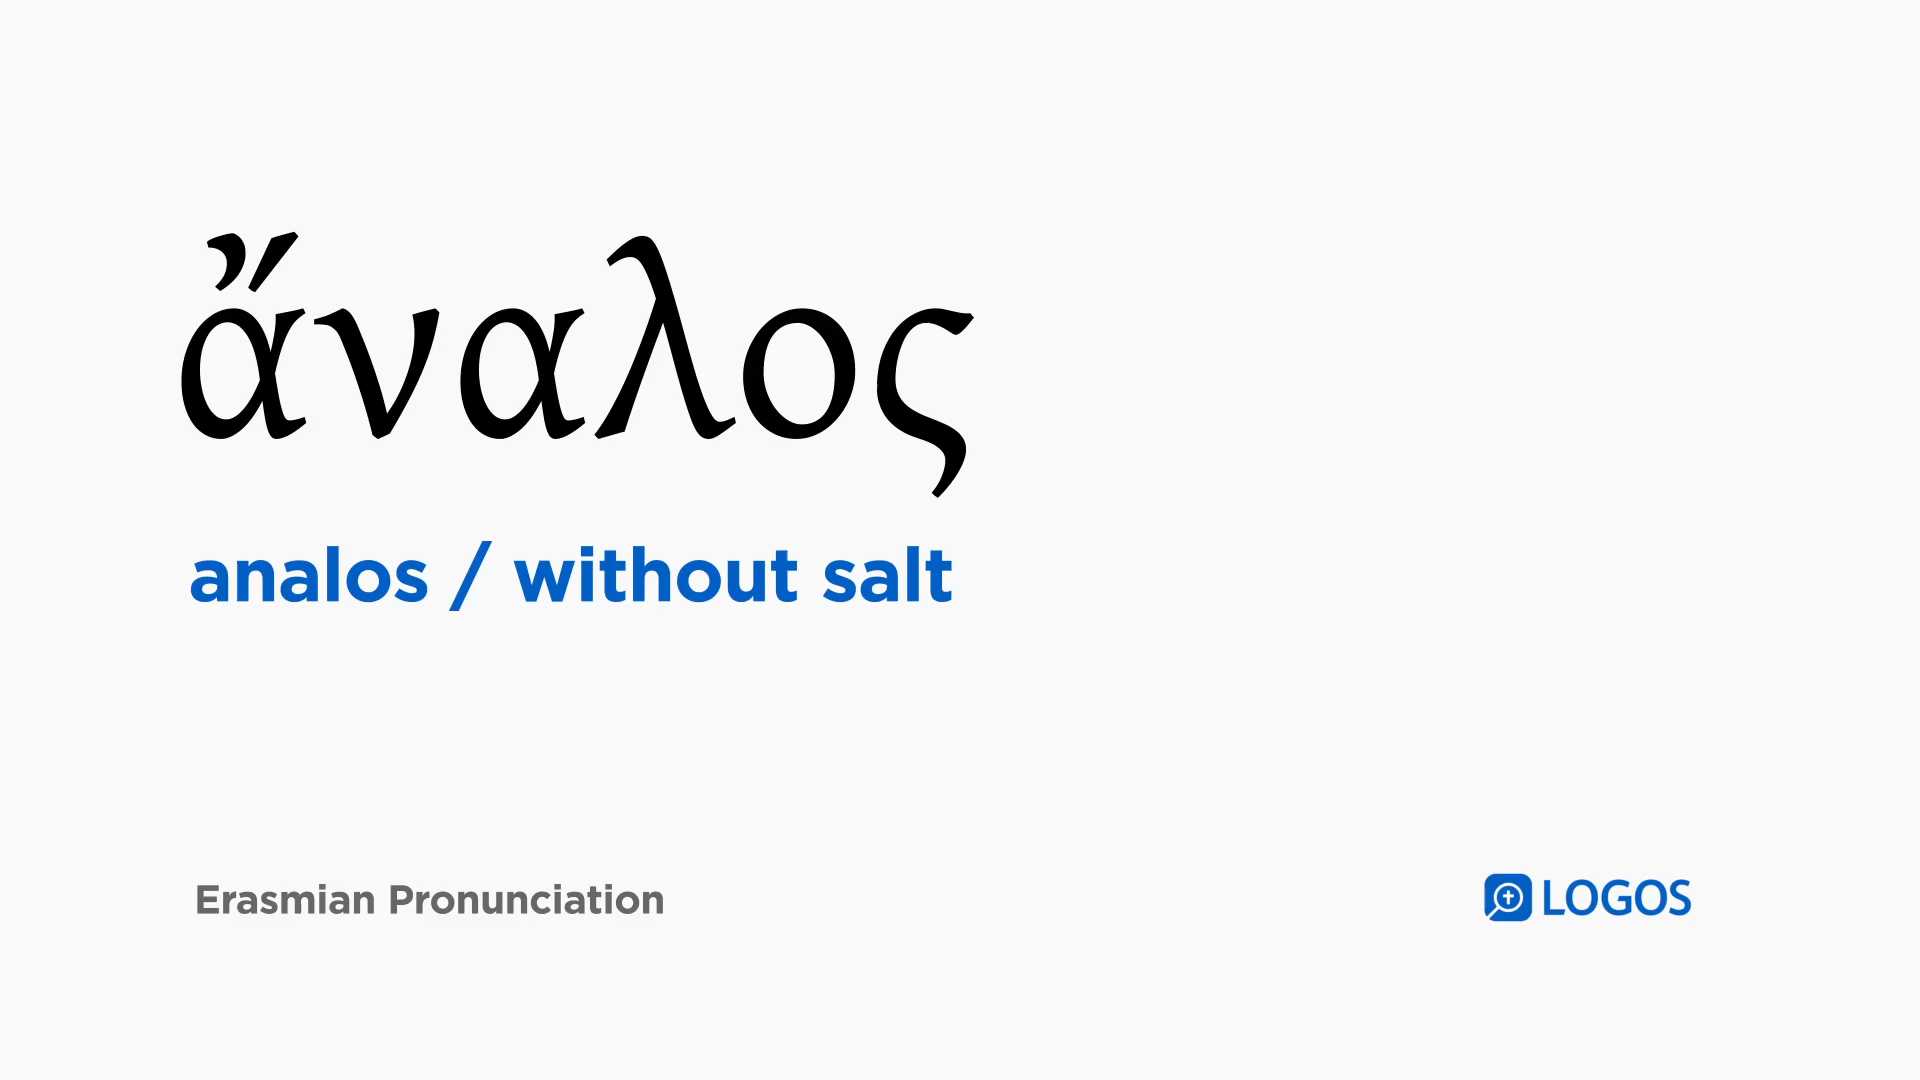 ἄναλος
analos / without salt
Erasmian Pronunciation
LOGOS